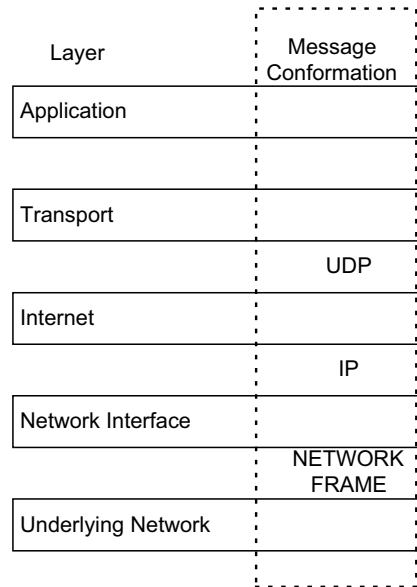 Layer
Message
Conformation
Application
Transport
UDP
Internet
IP
Network Interface
NETWORK
FRAME
Underlying Network